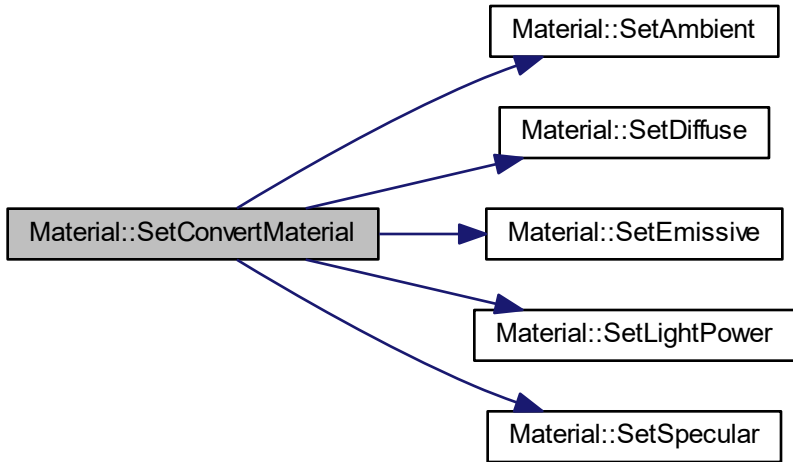 Material::SetAmbient
Material::SetDiffuse
Material::SetConvertMaterial
Material::SetEmissive
Material::SetLightPower
Material::SetSpecular